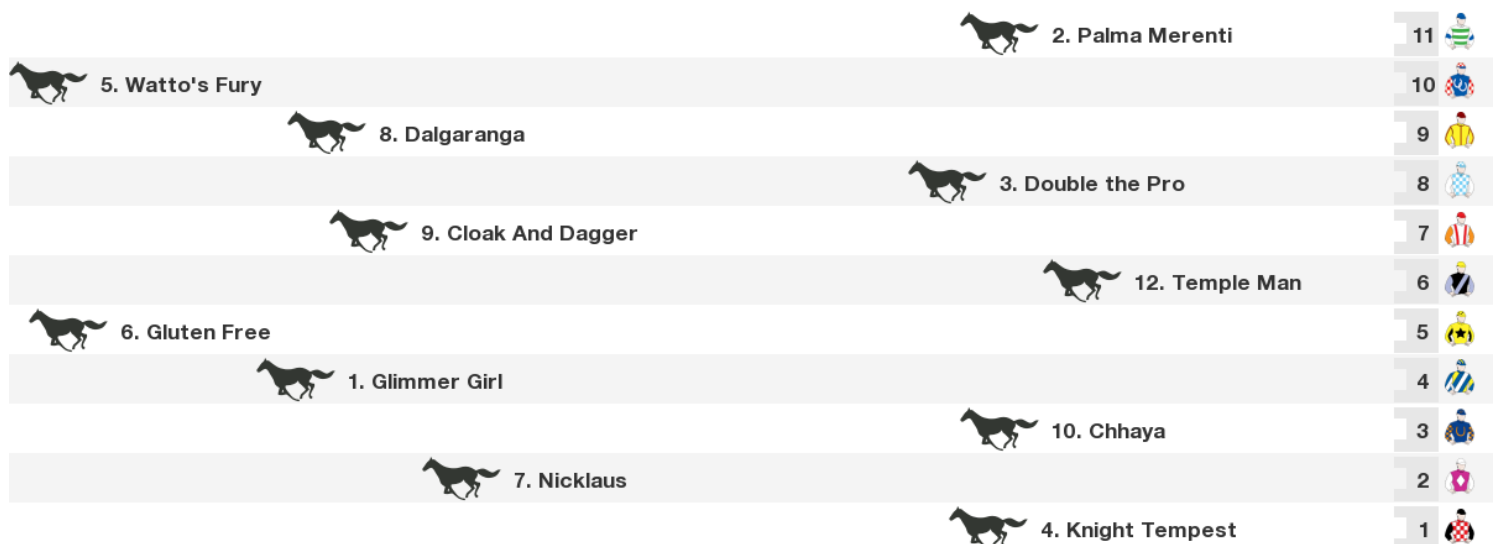 2. Palma Merenti 11
5. Watto's Fury 10
8. Dalgaranga 9
3. Double the Pro 8
9. Cloak And Dagger 7
12. Temple Man 6
6. Gluten Free 5
1. Glimmer Girl 4
10. Chhaya 3
7. Nicklaus 2
4. Knight Tempest 1